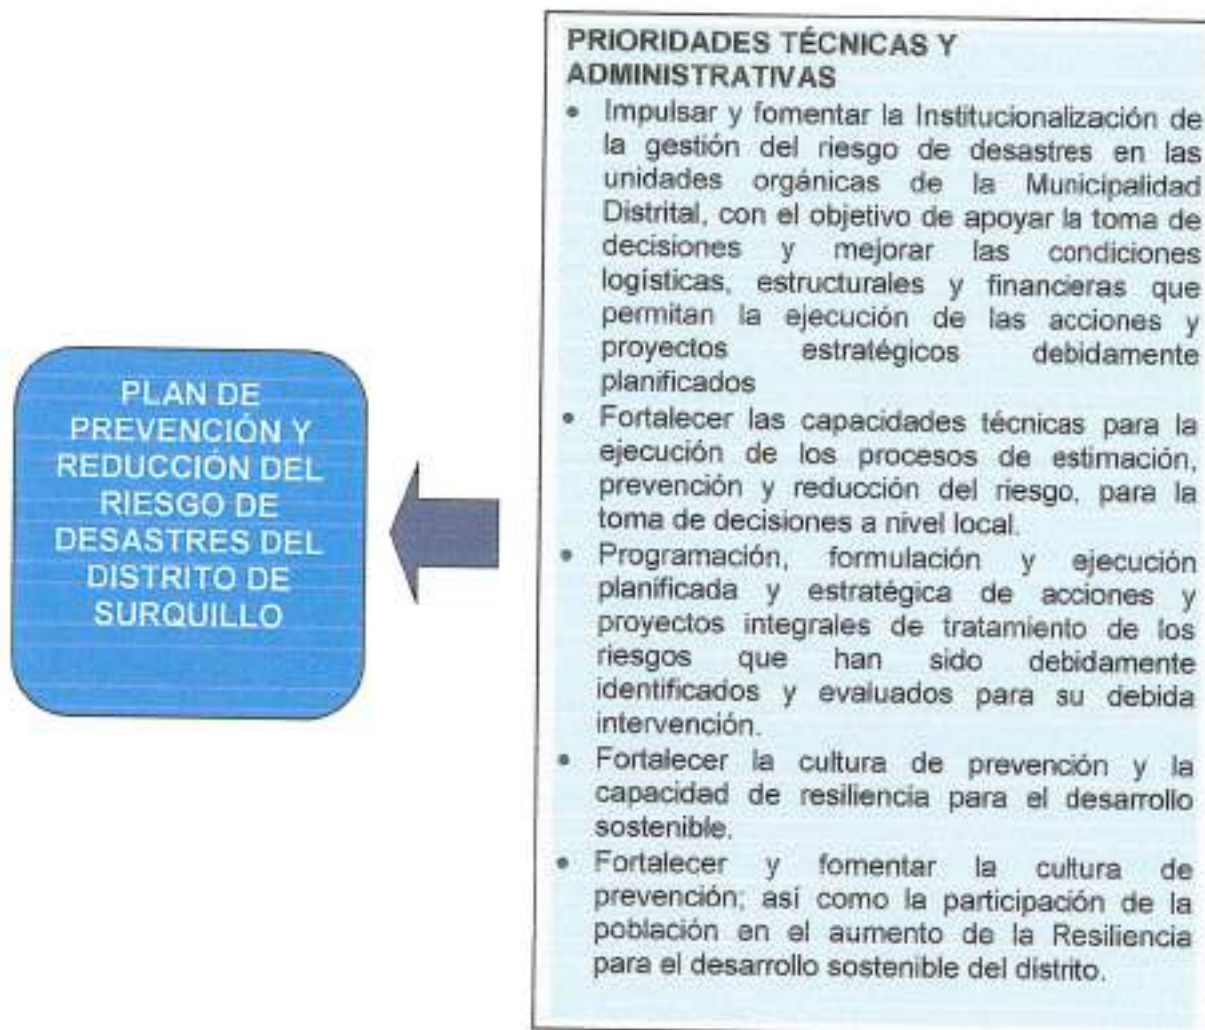 PLAN DE
PREVENCIÓN Y
REDUCCIÓN DEL
RIESGO DE
DESASTRES DEL
DISTRITO DE
SURQUILLO
PRIORIDADES TÉCNICAS Y
ADMINISTRATIVAS
• Impulsar y fomentar la Institucionalización de
la gestión del riesgo de desastres en las
unidades orgánicas de la Municipalidad
Distrital, con el objetivo de apoyar la toma de
decisiones y mejorar las condiciones
logísticas, estructurales y financieras que
permitan la ejecución de las acciones y
proyectos estratégicos debidamente
planificados
• Fortalecer las capacidades técnicas para la
ejecución de los procesos de estimación,
prevención y reducción del riesgo, para la
toma de decisiones a nivel local.
• Programación, formulación y ejecución
planificada y estratégica de acciones y
proyectos integrales de tratamiento de los
riesgos que han sido debidamente
identificados y evaluados para su debida
intervención.
• Fortalecer la cultura de prevención y la
capacidad de resiliencia para el desarrollo
sostenible.
• Fortalecer y fomentar la cultura de
prevención; así como la participación de la
población en el aumento de la Resiliencia
para el desarrollo sostenible del distrito.